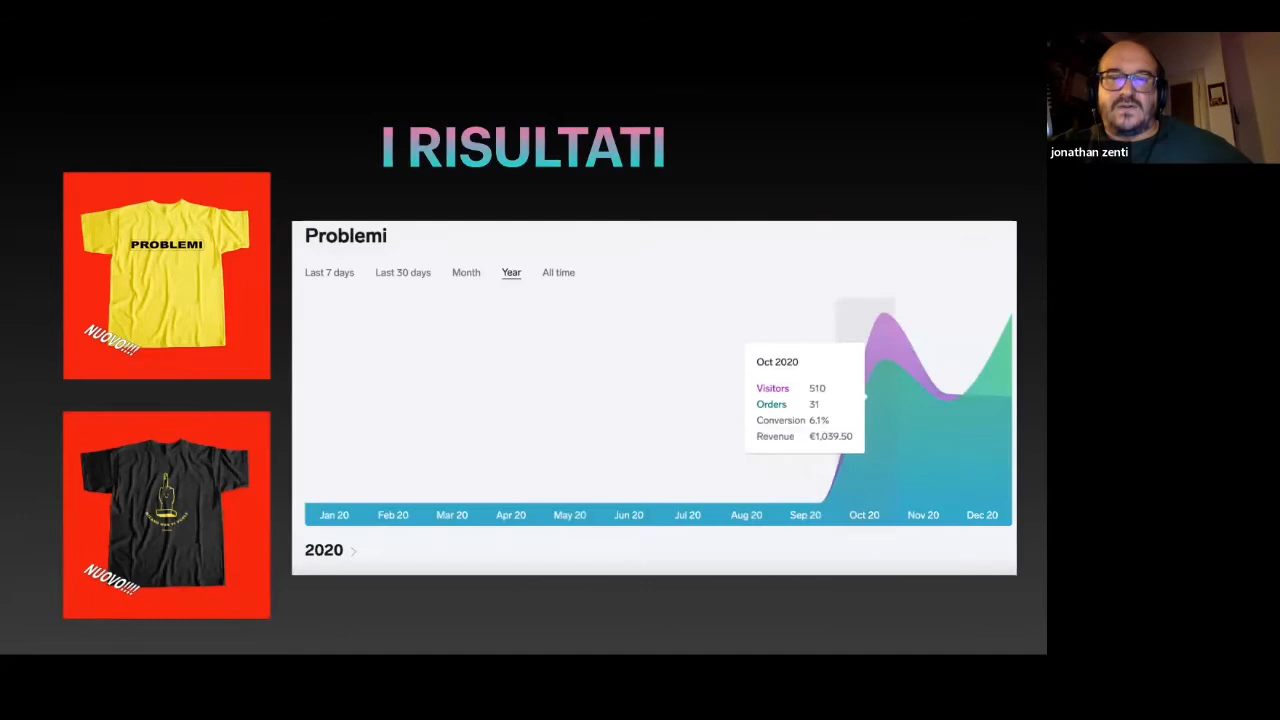 I RISULTATI
jonathan zenti
PROBLEMI
NUOVO!!!!
NUOVO!!!!
Problemi
Last 7 days Last 30 days Month Year All time
Oct 2020
Visitors 510
Orders 31
Conversion 6.1%
Revenue €1,039.50
Jan 20 Feb 20 Mar 20 Apr 20 May 20 Jun 20 Jul 20 Aug 20 Sep 20 Oct 20 Nov 20 Dec 20
2020